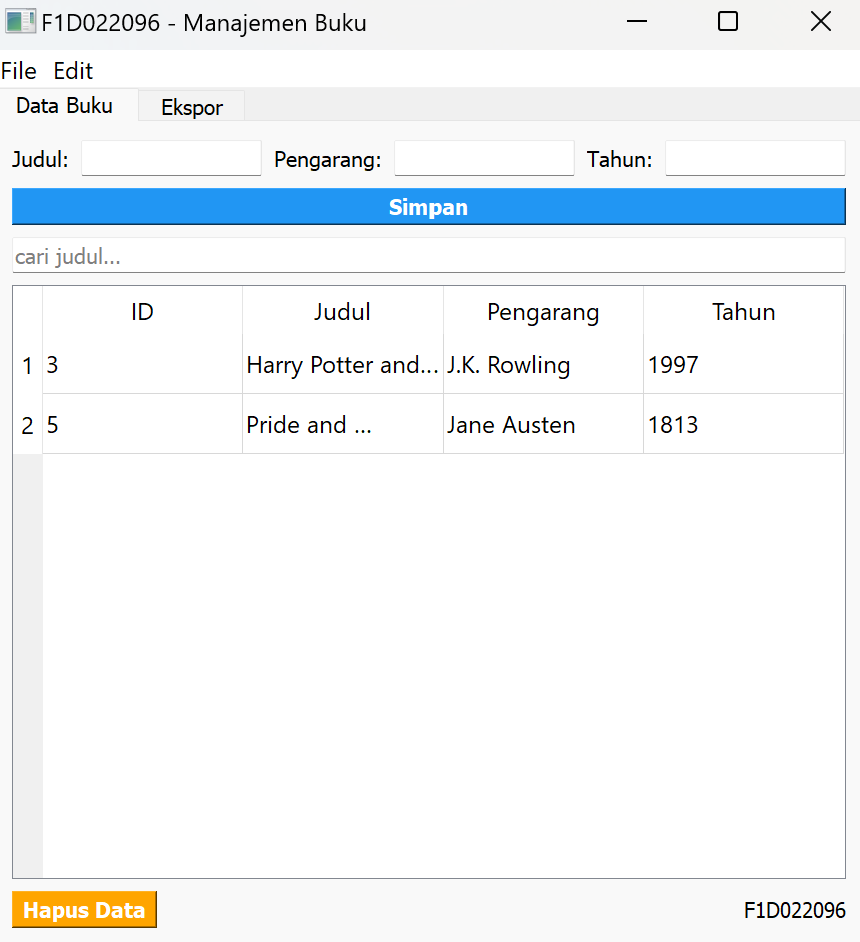 F1D022096 - Manajemen Buku
File Edit
Data Buku Ekspor
Judul: Pengarang: Tahun:
Simpan
cari judul...
ID Judul Pengarang Tahun
1 3 Harry Potter and... J.K. Rowling 1997
2 5 Pride and ... Jane Austen 1813
Hapus Data F1D022096